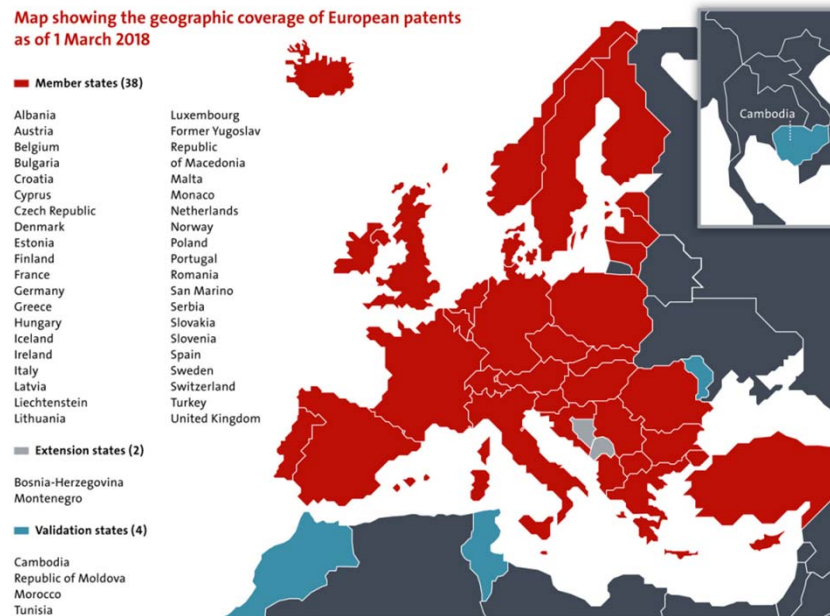 Map showing the geographic coverage of European patents
as of 1 March 2018
Member states (38)
Albania
Austria
Belgium
Bulgaria
Croatia
Cyprus
Czech Republic
Denmark
Estonia
Finland
France
Germany
Greece
Hungary
Iceland
Ireland
Italy
Latvia
Liechtenstein
Lithuania
Luxembourg
Former Yugoslav
Republic
of Macedonia
Malta
Monaco
Netherlands
Norway
Poland
Portugal
Romania
San Marino
Serbia
Slovakia
Slovenia
Spain
Sweden
Switzerland
Turkey
United Kingdom
Extension states (2)
Bosnia-Herzegovina
Montenegro
Validation states (4)
Cambodia
Republic of Moldova
Morocco
Tunisia
Cambodia